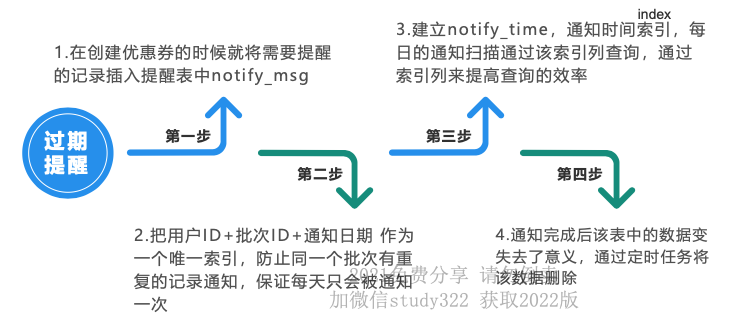 过期
提醒
1.在创建优惠券的时候就将需要提醒
的记录插入提醒表中notify_msg
第一步
第二步
2.把用户ID+批次ID+通知日期 作为
一个唯一索引，防止同一个批次有重
复的记录通知，保证每天只会被通知
一次
index
3.建立notify_time，通知时间索引，每
日的通知扫描通过该索引列查询，通过
索引列来提高查询的效率
第三步
第四步
4.通知完成后该表中的数据变
失去了意义，通过定时任务将
该数据删除
2021免费分享 请勿倒卖
加微信study322 获取2022版